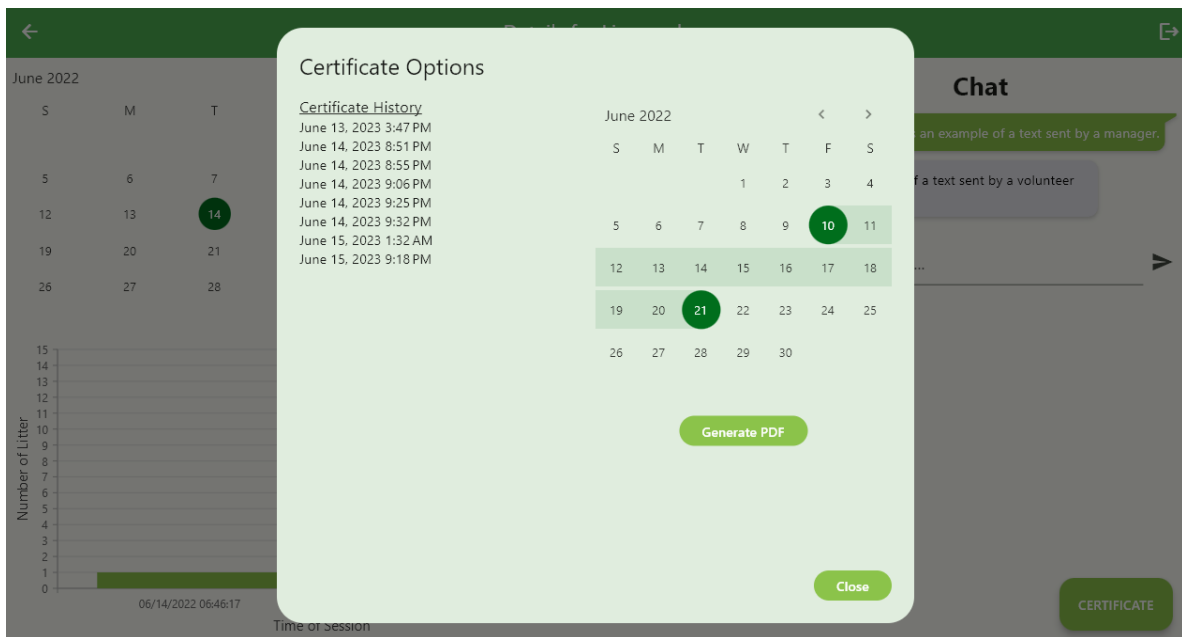 June 2022
S M T
5 6 7
12 13 14
19 20 21
26 27 28
15
14
13
12
11
10
9
8
7
6
5
4
3
2
1
0
Number of Litter
06/14/2022 06:46:17
Time of Session
Certificate Options
Certificate History
June 13, 2023 3:47 PM
June 14, 2023 8:51 PM
June 14, 2023 8:55 PM
June 14, 2023 9:06 PM
June 14, 2023 9:25 PM
June 14, 2023 9:32 PM
June 15, 2023 1:32 AM
June 15, 2023 9:18 PM
June 2022
S M T W T F S
1 2 3 4
5 6 7 8 9 10 11
12 13 14 15 16 17 18
19 20 21 22 23 24 25
26 27 28 29 30
Generate PDF
Close
Chat
an example of a text sent by a manager.
of a text sent by a volunteer
...
CERTIFICATE